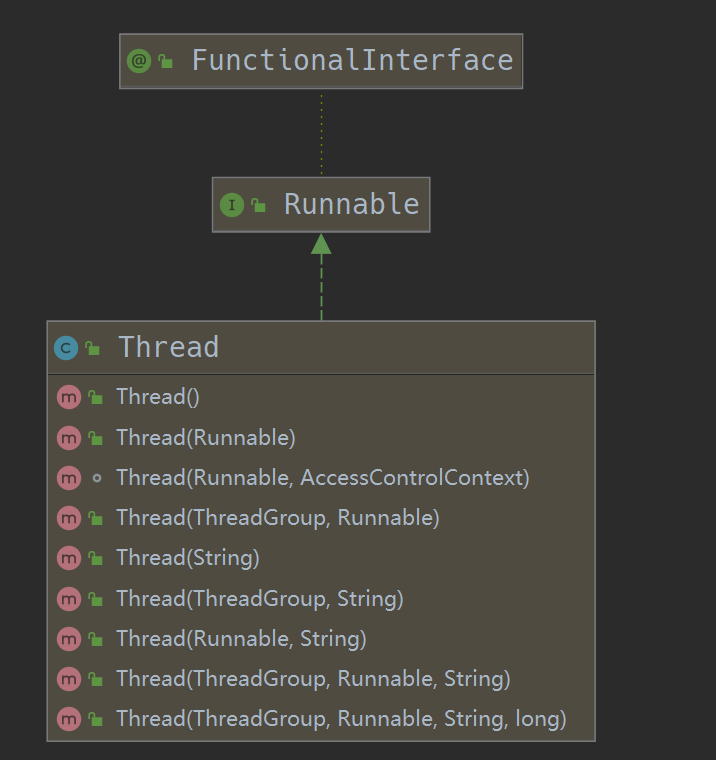 @ FunctionalInterface
I Runnable
C Thread
m Thread()
m Thread(Runnable)
m Thread(Runnable, AccessControlContext)
m Thread(ThreadGroup, Runnable)
m Thread(String)
m Thread(ThreadGroup, String)
m Thread(Runnable, String)
m Thread(ThreadGroup, Runnable, String)
m Thread(ThreadGroup, Runnable, String, long)